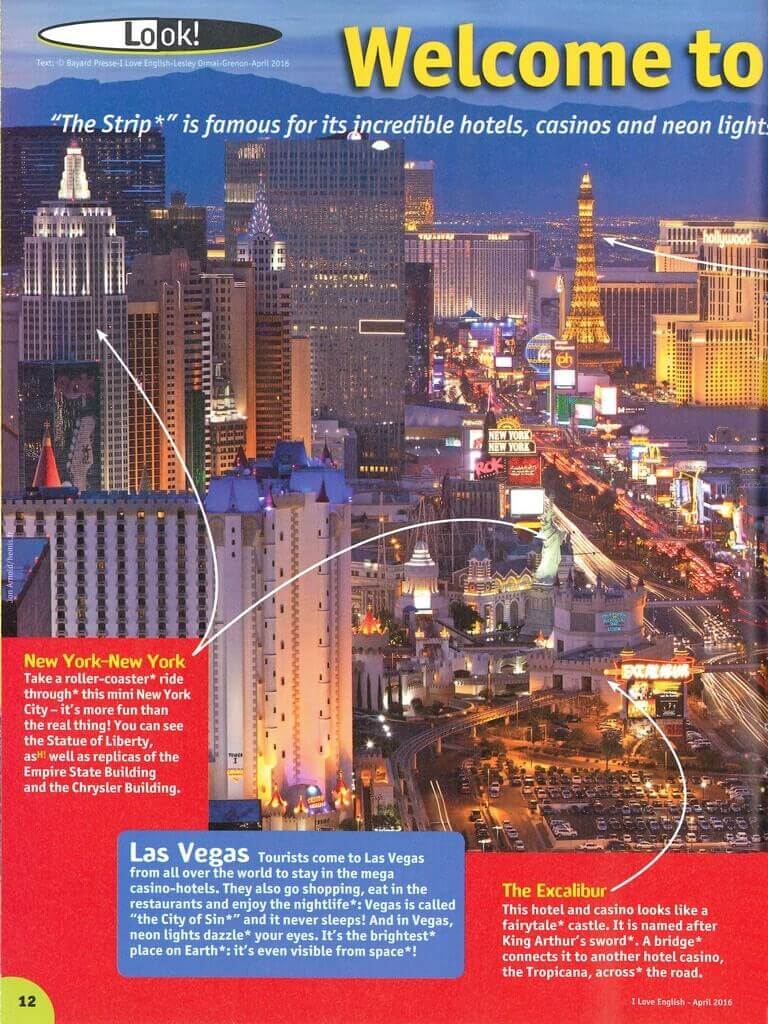 Look!
Text: © Bayard Presse-I Love English-Lesley Ormal-Grenon-April 2016
Welcome to
“The Strip*” is famous for its incredible hotels, casinos and neon lights
hollywood
NEW YORK
NEW YORK
ROK
EXCALIBUR
Jon Arnold/hemis.fr
New York-New York
Take a roller-coaster* ride
through* this mini New York
City – it’s more fun than
the real thing! You can see
the Statue of Liberty,
asHI well as replicas of the
Empire State Building
and the Chrysler Building.
Las Vegas Tourists come to Las Vegas
from all over the world to stay in the mega
casino-hotels. They also go shopping, eat in the
restaurants and enjoy the nightlife*: Vegas is called
“the City of Sin*” and it never sleeps! And in Vegas,
neon lights dazzle* your eyes. It’s the brightest*
place on Earth*: it’s even visible from space*!
The Excalibur
This hotel and casino looks like a
fairytale* castle. It is named after
King Arthur’s sword*. A bridge*
connects it to another hotel casino,
the Tropicana, across* the road.
12
I Love English - April 2016